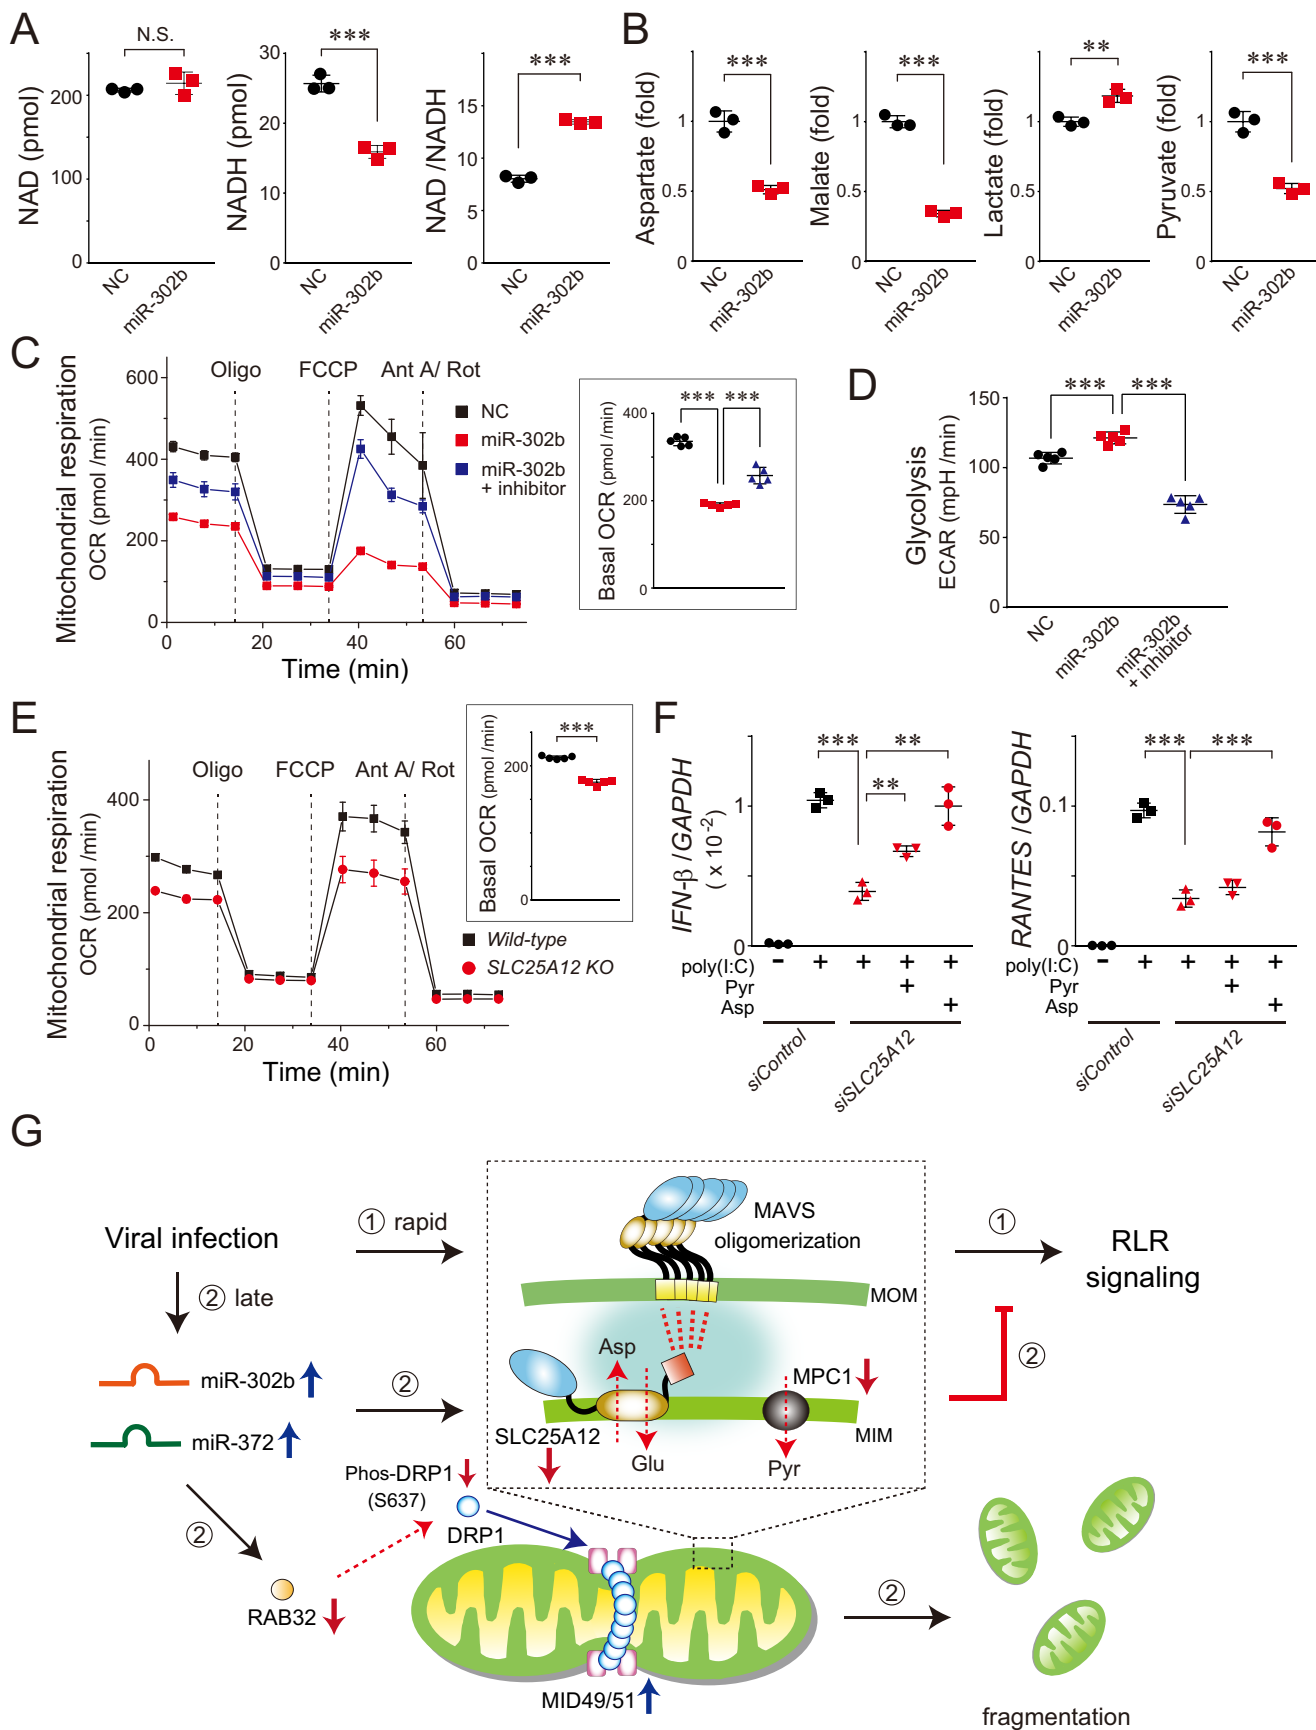 A
N.S.
NAD (pmol)
200
100
0
NC
miR-302b
***
NADH (pmol)
30
20
10
0
NC
miR-302b
***
NAD /NADH
15
10
5
0
NC
miR-302b
B
***
Aspartate (fold)
1
0.5
0
NC
miR-302b
***
Malate (fold)
1
0.5
0
NC
miR-302b
**
Lactate (fold)
1
0.5
0
NC
miR-302b
***
Pyruvate (fold)
1
0.5
0
NC
miR-302b
C
Mitochondrial respiration
OCR (pmol /min)
600
400
200
0
Oligo
FCCP
Ant A/ Rot
NC
miR-302b
miR-302b
+ inhibitor
0
20
40
60
Time (min)
*** ***
Basal OCR (pmol /min)
400
200
0
D
*** ***
Glycolysis
ECAR (mpH /min)
150
100
50
0
NC
miR-302b
miR-302b
+ inhibitor
E
Mitochondrial respiration
OCR (pmol /min)
400
200
0
Oligo
FCCP
Ant A/ Rot
0
20
40
60
Time (min)
***
Basal OCR (pmol /min)
200
0
Wild-type
SLC25A12 KO
F
*** **
**
IFN-β /GAPDH
( x 10-2)
1
0
poly(I:C) − + + + +
Pyr +
Asp +
siControl
siSLC25A12
*** ***
RANTES /GAPDH
0.1
0
poly(I:C) − + + + +
Pyr +
Asp +
siControl
siSLC25A12
G
Viral infection
① rapid
② late
miR-302b
miR-372
②
②
MAVS
oligomerization
MOM
Asp
MPC1
MIM
SLC25A12
Glu
Pyr
①
RLR
signaling
②
Phos-DRP1
(S637)
DRP1
RAB32
MID49/51
②
fragmentation